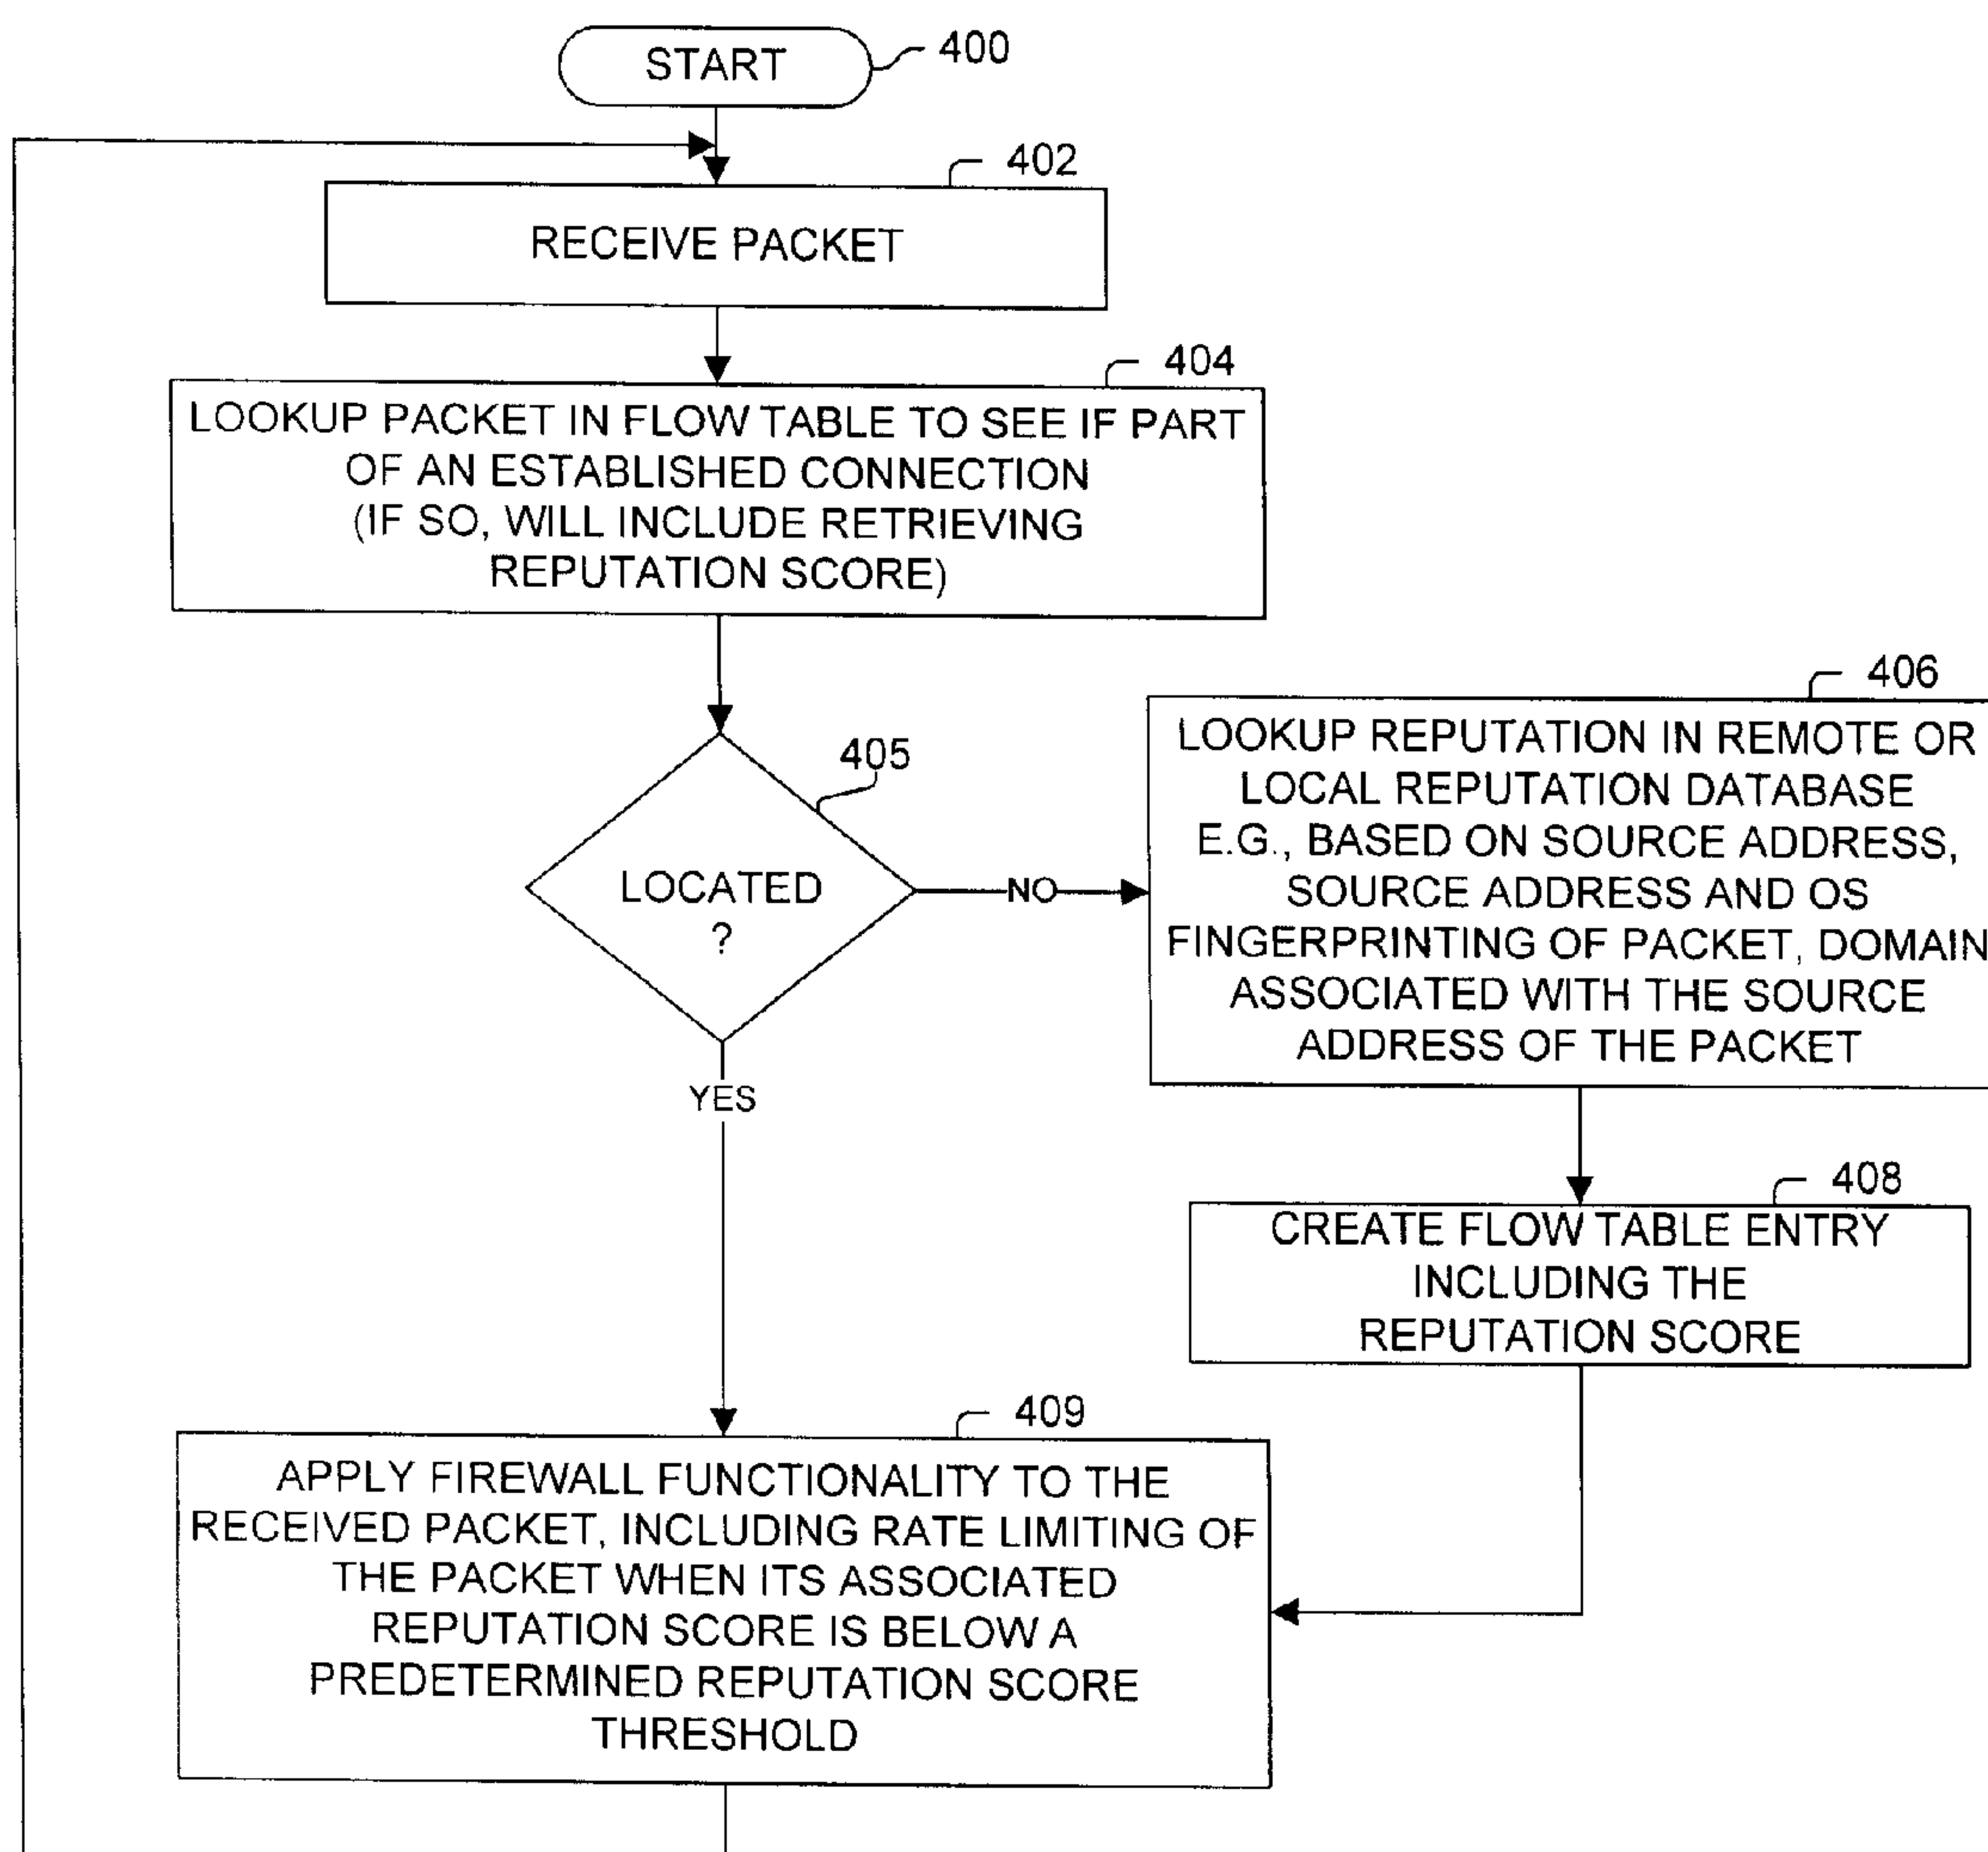 START
400
402
RECEIVE PACKET
404
LOOKUP PACKET IN FLOW TABLE TO SEE IF PART
OF AN ESTABLISHED CONNECTION
(IF SO, WILL INCLUDE RETRIEVING
REPUTATION SCORE)
405
LOCATED
?
NO
YES
406
LOOKUP REPUTATION IN REMOTE OR
LOCAL REPUTATION DATABASE
E.G., BASED ON SOURCE ADDRESS,
SOURCE ADDRESS AND OS
FINGERPRINTING OF PACKET, DOMAIN
ASSOCIATED WITH THE SOURCE
ADDRESS OF THE PACKET
408
CREATE FLOW TABLE ENTRY
INCLUDING THE
REPUTATION SCORE
409
APPLY FIREWALL FUNCTIONALITY TO THE
RECEIVED PACKET, INCLUDING RATE LIMITING OF
THE PACKET WHEN ITS ASSOCIATED
REPUTATION SCORE IS BELOW A
PREDETERMINED REPUTATION SCORE
THRESHOLD